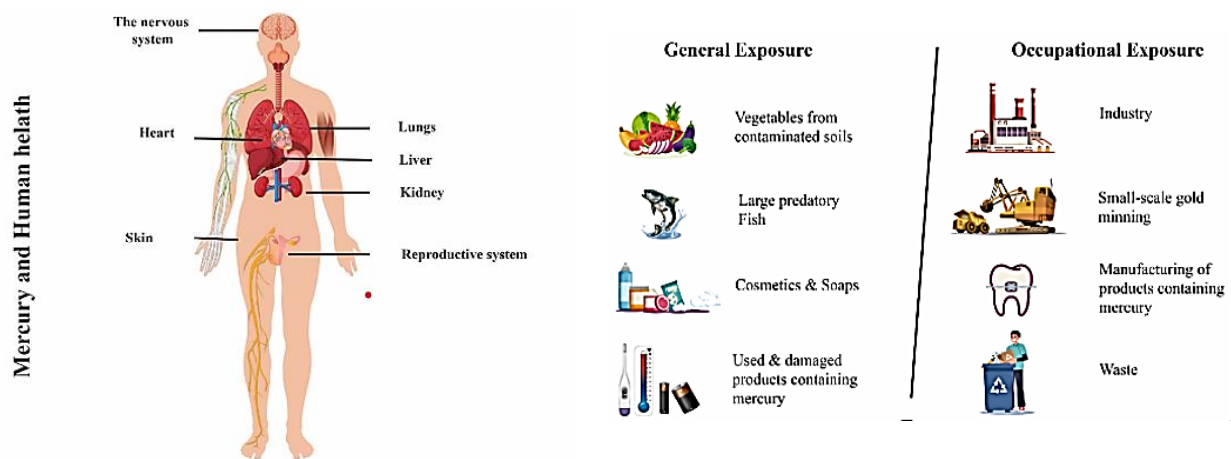 Mercury and Human helath
The nervous
system
Heart
Lungs
Liver
Kidney
Skin
Reproductive system
General Exposure
Vegetables from
contaminated soils
Large predatory
Fish
Cosmetics & Soaps
Used & damaged
products containing
mercury
Occupational Exposure
Industry
Small-scale gold
minning
Manufacturing of
products containing
mercury
Waste